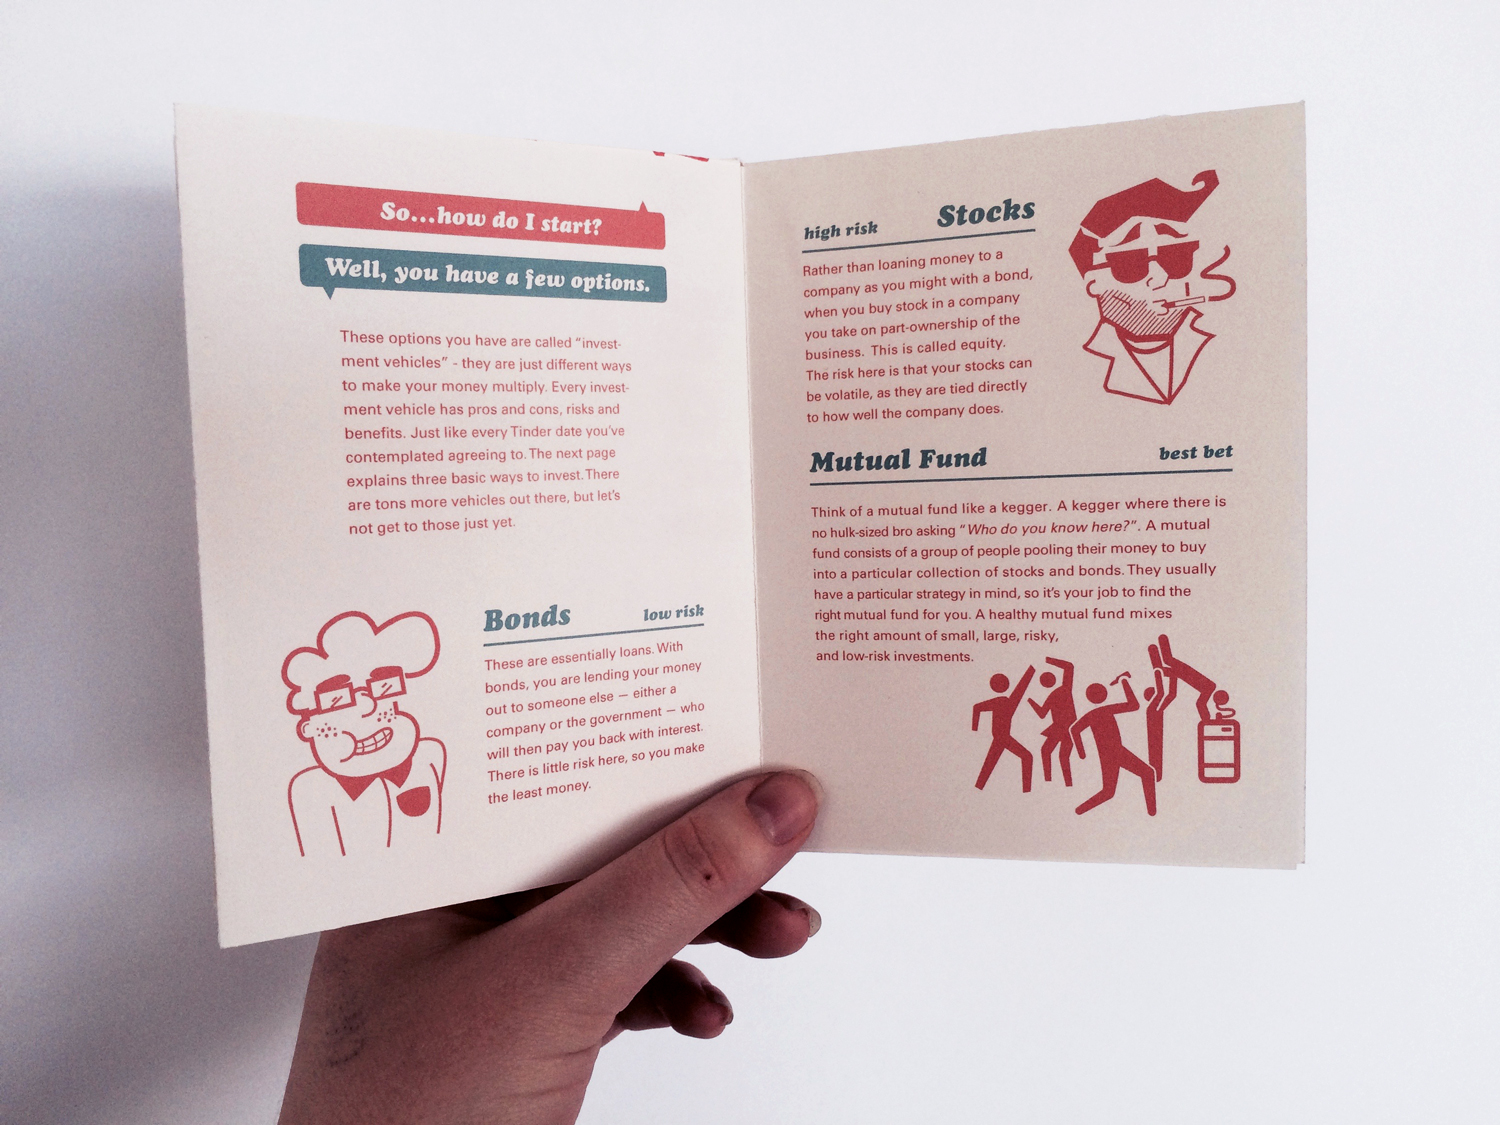 So...how do I start?
Well, you have a few options.
These options you have are called “invest-
ment vehicles” - they are just different ways
to make your money multiply. Every invest-
ment vehicle has pros and cons, risks and
benefits. Just like every Tinder date you've
contemplated agreeing to. The next page
explains three basic ways to invest. There
are tons more vehicles out there, but let's
not get to those just yet.
Bonds low risk
These are essentially loans. With
bonds, you are lending your money
out to someone else — either a
company or the government — who
will then pay you back with interest.
There is little risk here, so you make
the least money.
high risk Stocks
Rather than loaning money to a
company as you might with a bond,
when you buy stock in a company
you take on part-ownership of the
business. This is called equity.
The risk here is that your stocks can
be volatile, as they are tied directly
to how well the company does.
Mutual Fund best bet
Think of a mutual fund like a kegger. A kegger where there is
no hulk-sized bro asking “Who do you know here?”. A mutual
fund consists of a group of people pooling their money to buy
into a particular collection of stocks and bonds. They usually
have a particular strategy in mind, so it's your job to find the
right mutual fund for you. A healthy mutual fund mixes
the right amount of small, large, risky,
and low-risk investments.